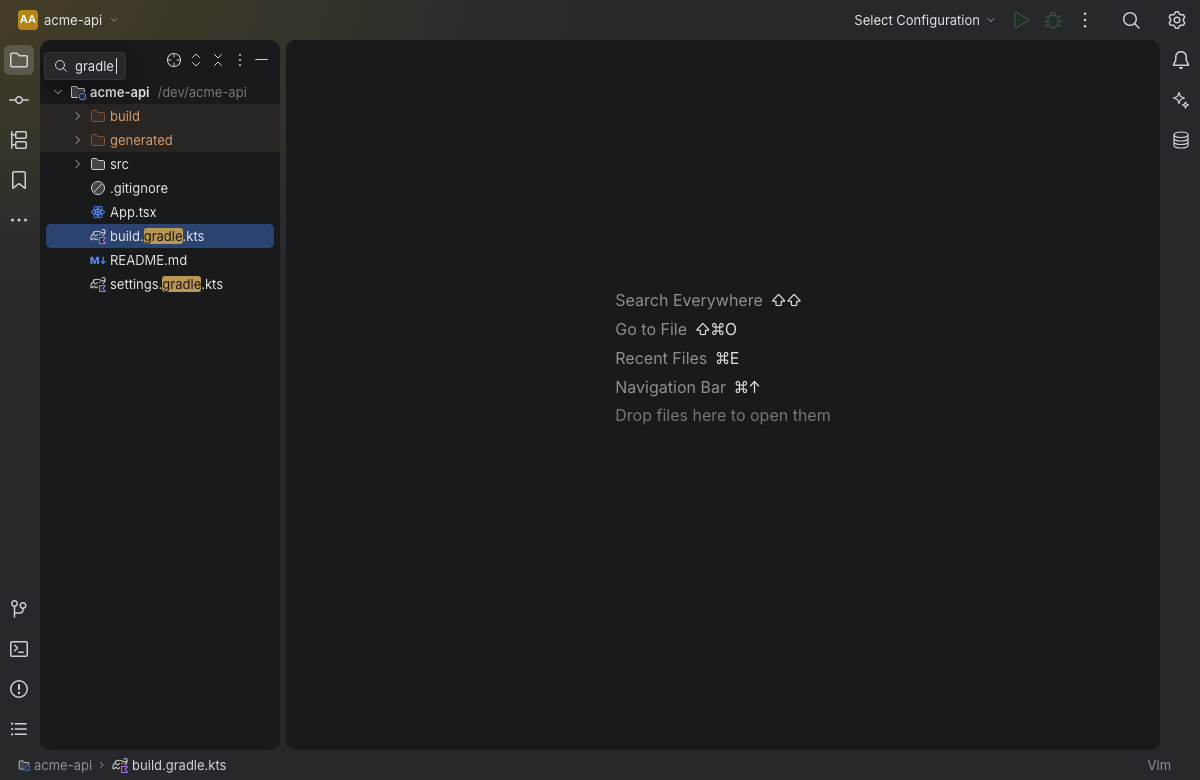 AA acme-api
Select Configuration
gradle
acme-api /dev/acme-api
build
generated
src
.gitignore
App.tsx
build.gradle.kts
M↓ README.md
settings.gradle.kts
Search Everywhere ⇧⇧
Go to File ⇧⌘O
Recent Files ⌘E
Navigation Bar ⌘↑
Drop files here to open them
acme-api › build.gradle.kts
Vim